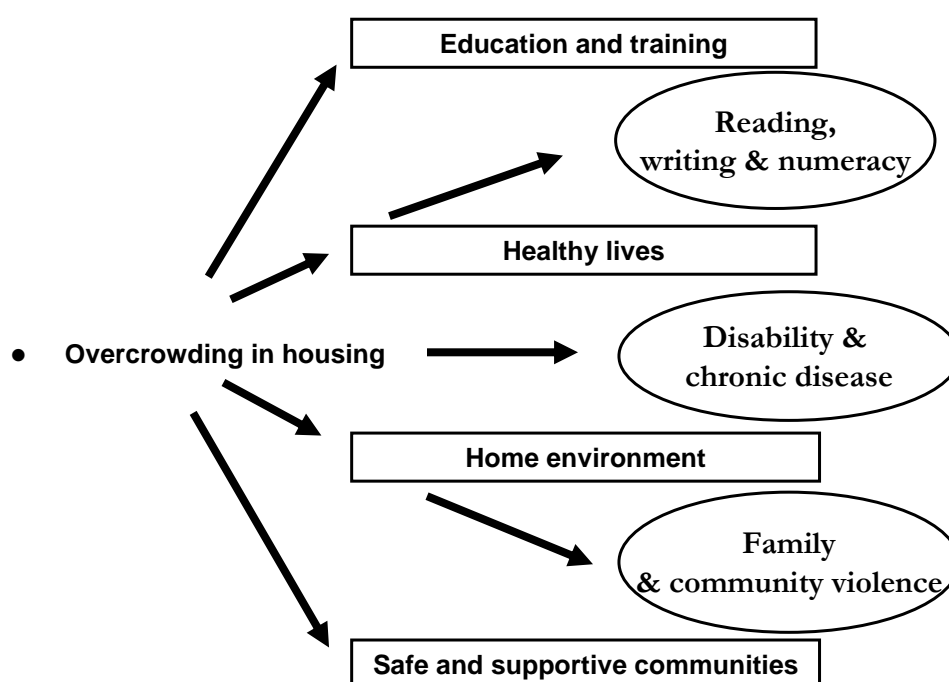 Education and training
Reading,
writing & numeracy
Healthy lives
● Overcrowding in housing
Disability &
chronic disease
Home environment
Family
& community violence
Safe and supportive communities